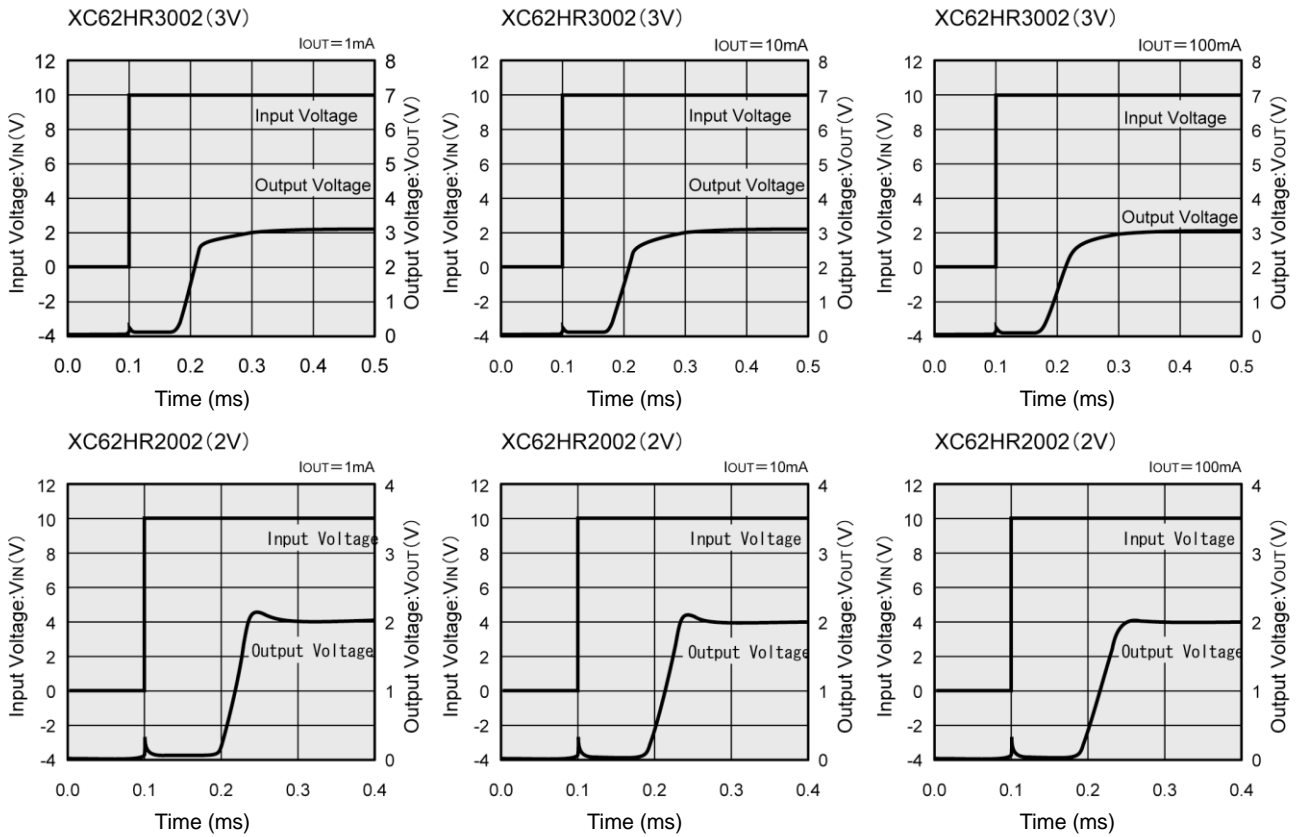 XC62HR3002(3V)
IOUT=1mA
Input Voltage:VIN(V)
12
10
8
6
4
2
0
-2
-4
Input Voltage
Output Voltage
8
7
6
5
4
3
2
1
0
Output Voltage:VOUT(V)
0.0 0.1 0.2 0.3 0.4 0.5
Time (ms)
XC62HR3002(3V)
IOUT=10mA
Input Voltage:VIN(V)
12
10
8
6
4
2
0
-2
-4
Input Voltage
Output Voltage
8
7
6
5
4
3
2
1
0
Output Voltage:VOUT(V)
0.0 0.1 0.2 0.3 0.4 0.5
Time (ms)
XC62HR3002(3V)
IOUT=100mA
Input Voltage:VIN(V)
12
10
8
6
4
2
0
-2
-4
Input Voltage
Output Voltage
8
7
6
5
4
3
2
1
0
Output Voltage:VOUT(V)
0.0 0.1 0.2 0.3 0.4 0.5
Time (ms)
XC62HR2002(2V)
IOUT=1mA
Input Voltage:VIN(V)
12
10
8
6
4
2
0
-2
-4
Input Voltage
Output Voltage
4
3
2
1
0
Output Voltage:VOUT(V)
0.0 0.1 0.2 0.3 0.4
Time (ms)
XC62HR2002(2V)
IOUT=10mA
Input Voltage:VIN(V)
12
10
8
6
4
2
0
-2
-4
Input Voltage
Output Voltage
4
3
2
1
0
Output Voltage:VOUT(V)
0.0 0.1 0.2 0.3 0.4
Time (ms)
XC62HR2002(2V)
IOUT=100mA
Input Voltage:VIN(V)
12
10
8
6
4
2
0
-2
-4
Input Voltage
Output Voltage
4
3
2
1
0
Output Voltage:VOUT(V)
0.0 0.1 0.2 0.3 0.4
Time (ms)